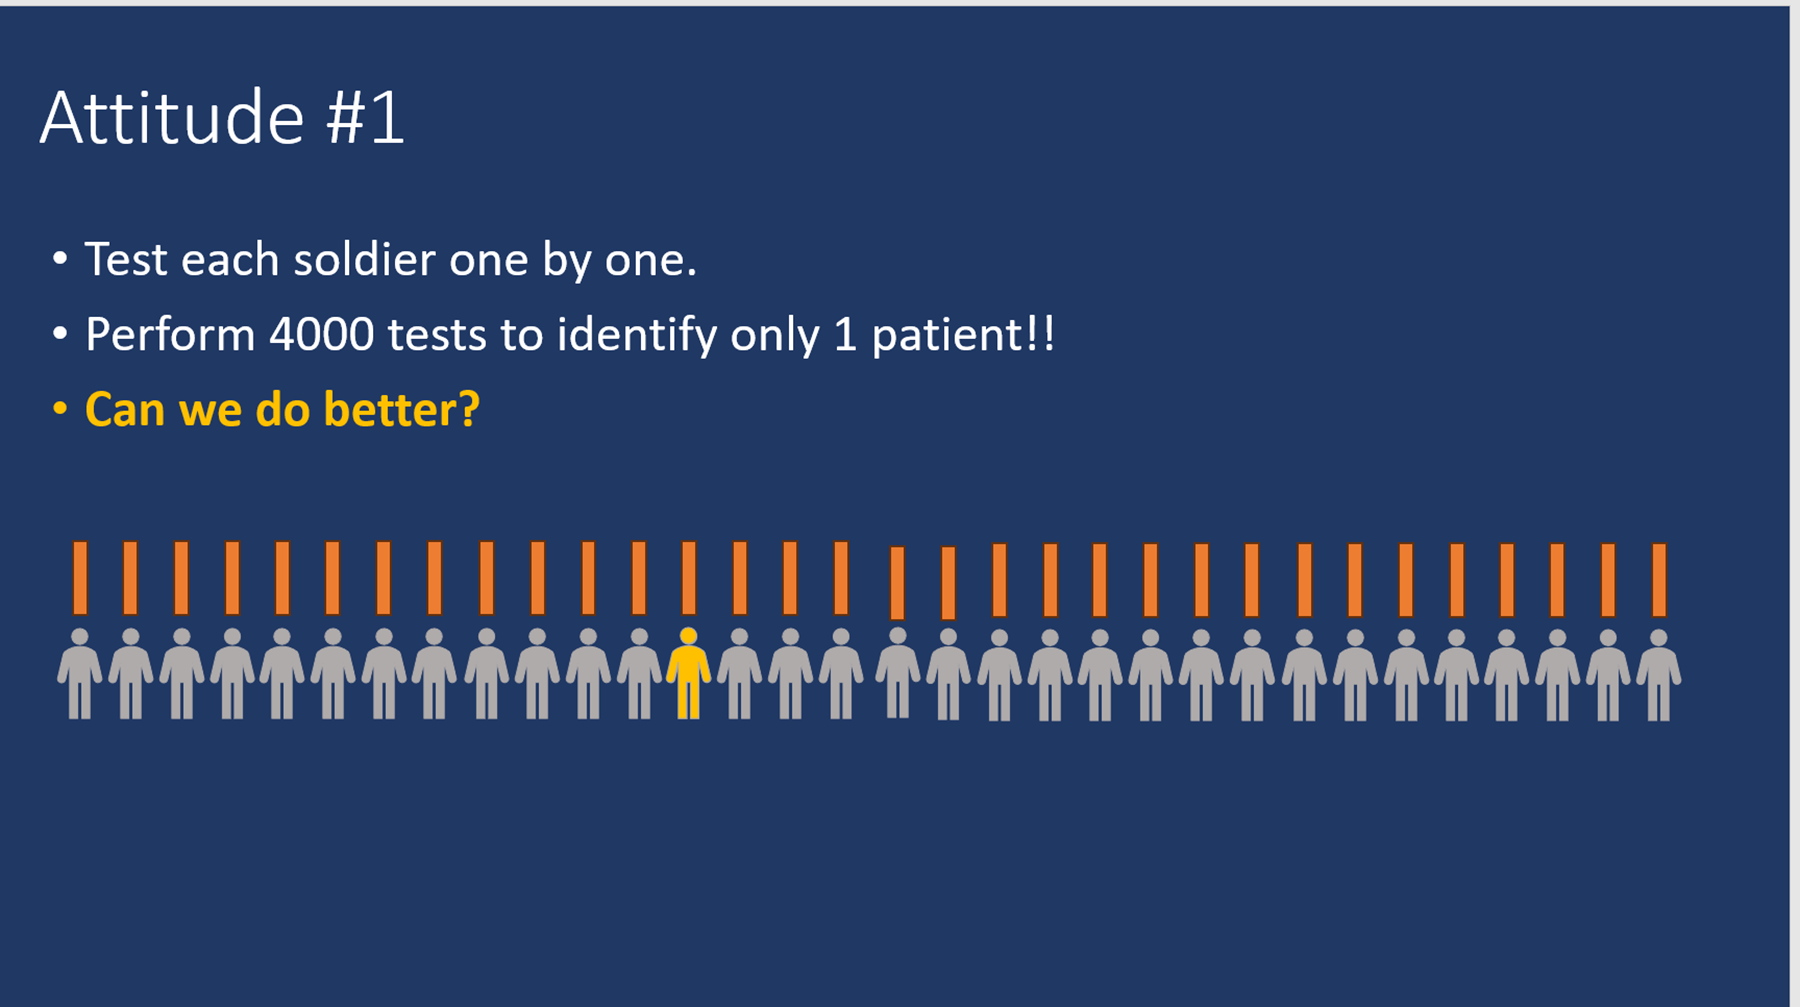 Attitude #1
• Test each soldier one by one.
• Perform 4000 tests to identify only 1 patient!!
• Can we do better?